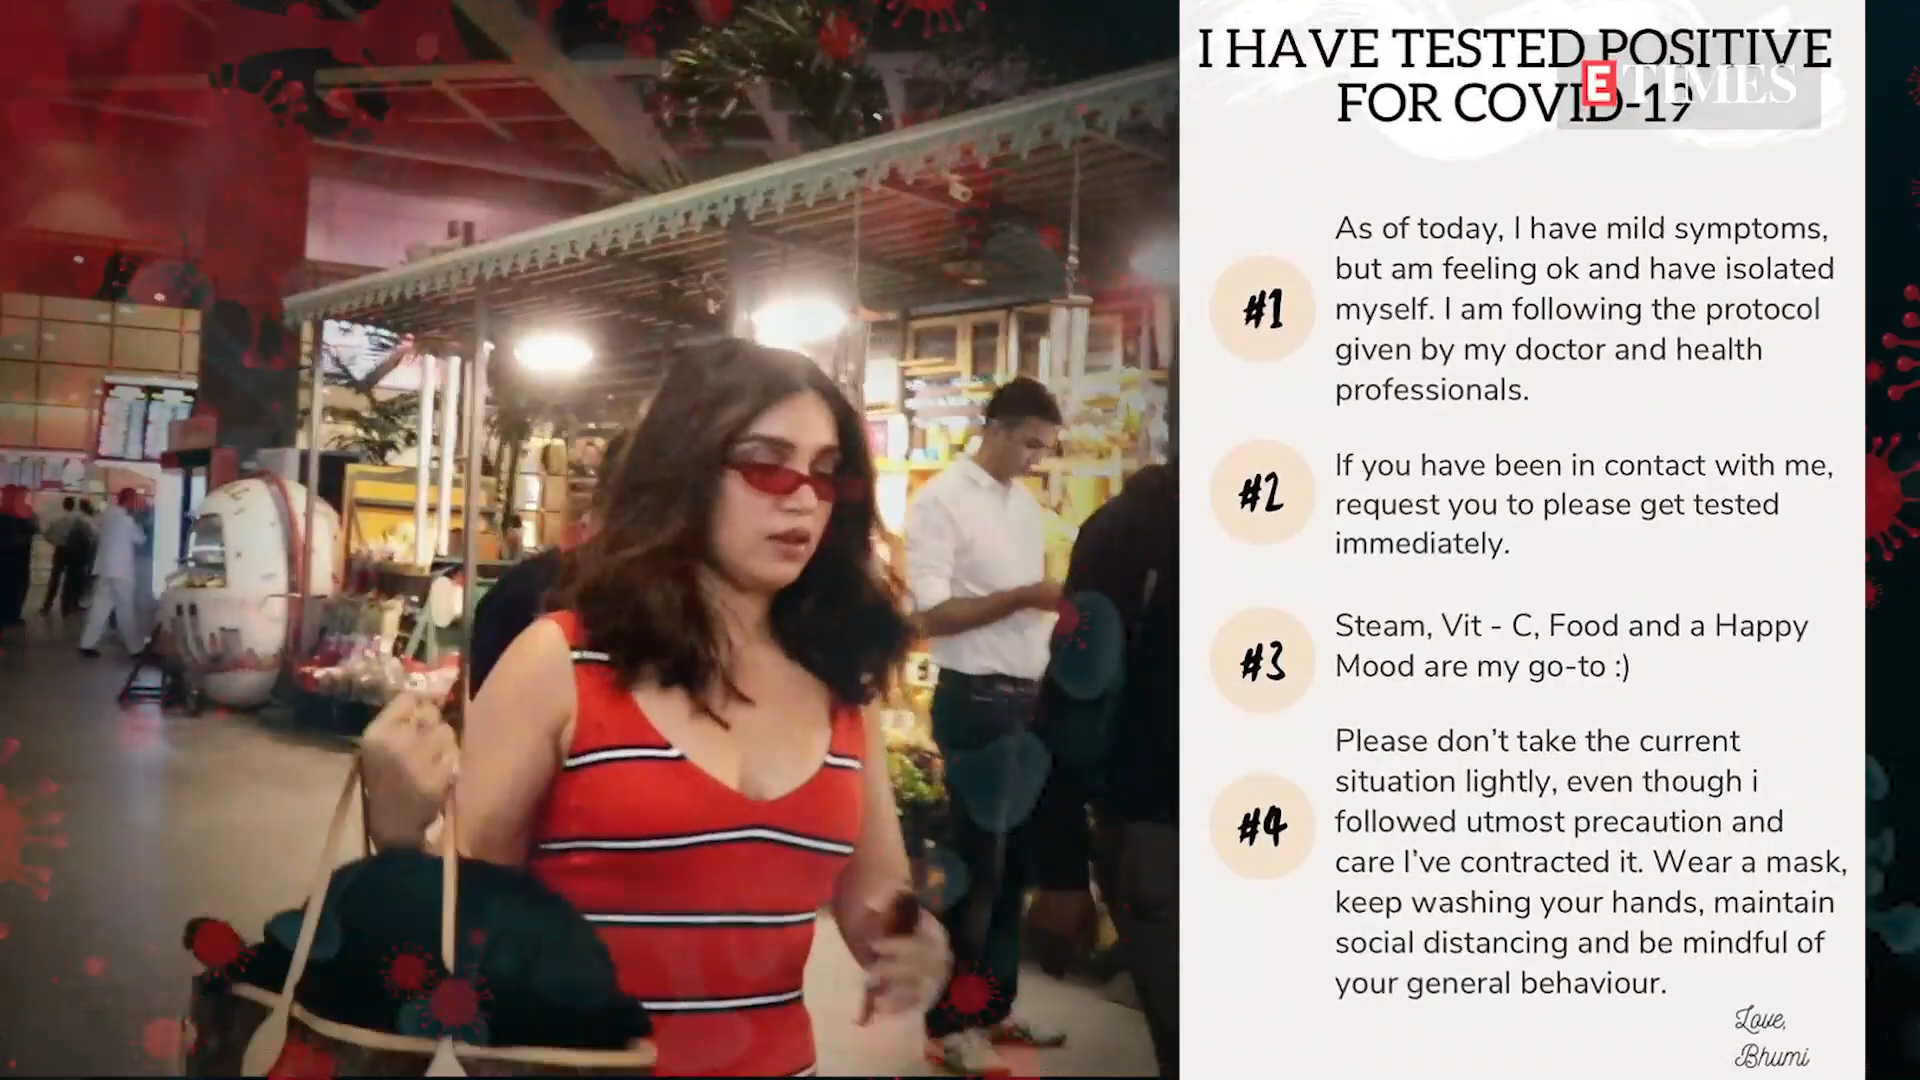 I HAVE TESTED POSITIVE
FOR COVID-19
E TIMES
#1
As of today, I have mild symptoms,
but am feeling ok and have isolated
myself. I am following the protocol
given by my doctor and health
professionals.
#2
If you have been in contact with me,
request you to please get tested
immediately.
#3
Steam, Vit - C, Food and a Happy
Mood are my go-to :)
#4
Please don't take the current
situation lightly, even though i
followed utmost precaution and
care I've contracted it. Wear a mask,
keep washing your hands, maintain
social distancing and be mindful of
your general behaviour.
Love,
Bhumi